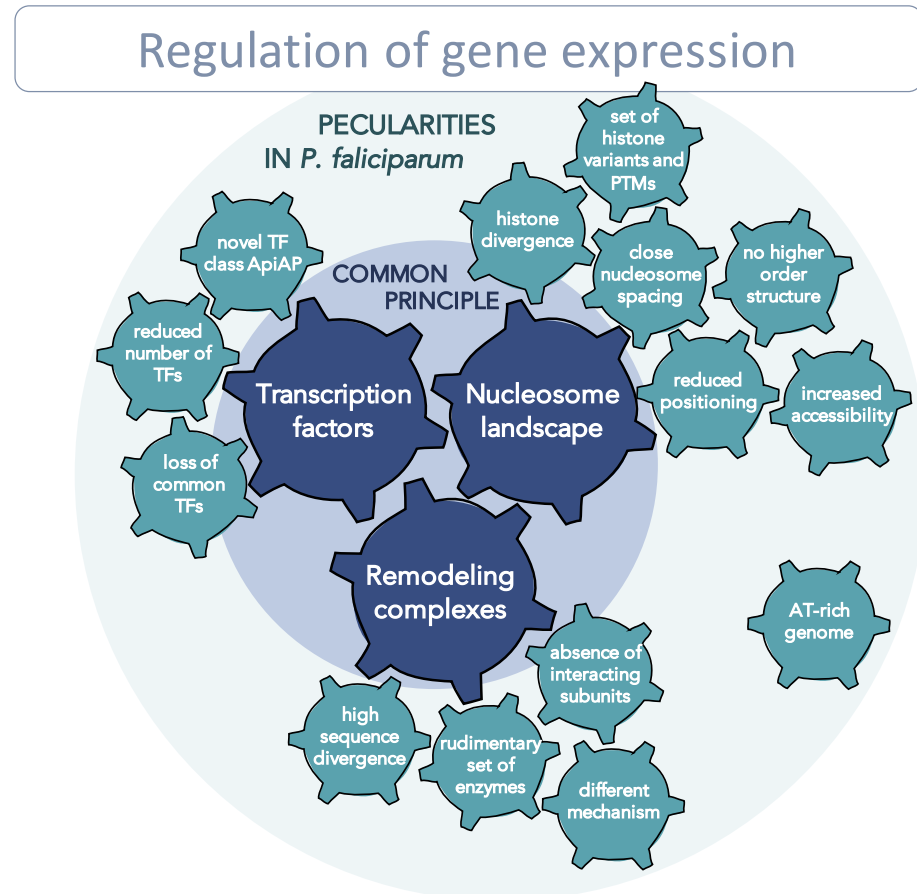 Regulation of gene expression
PECULARITIES
IN P. faliciparum
set of
histone
variants and
PTMs
histone
divergence
novel TF
class ApiAP
close
nucleosome
spacing
no higher
order
structure
COMMON
PRINCIPLE
reduced
number of
TFs
Transcription
factors
Nucleosome
landscape
reduced
positioning
increased
accessibility
loss of
common
TFs
Remodeling
complexes
AT-rich
genome
absence of
interacting
subunits
high
sequence
divergence
rudimentary
set of
enzymes
different
mechanism